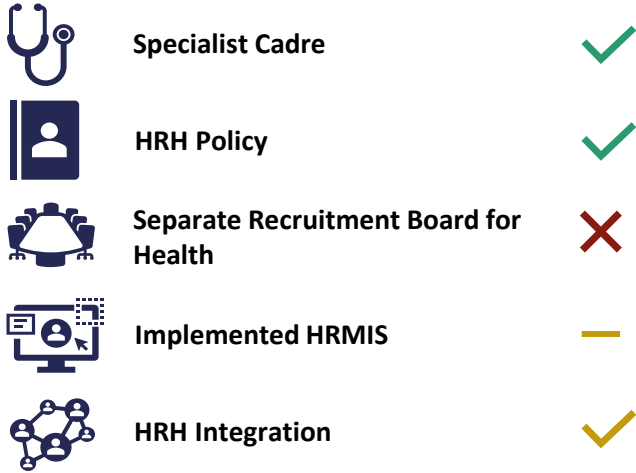 Specialist Cadre
HRH Policy
Separate Recruitment Board for
Health
Implemented HRMIS
HRH Integration